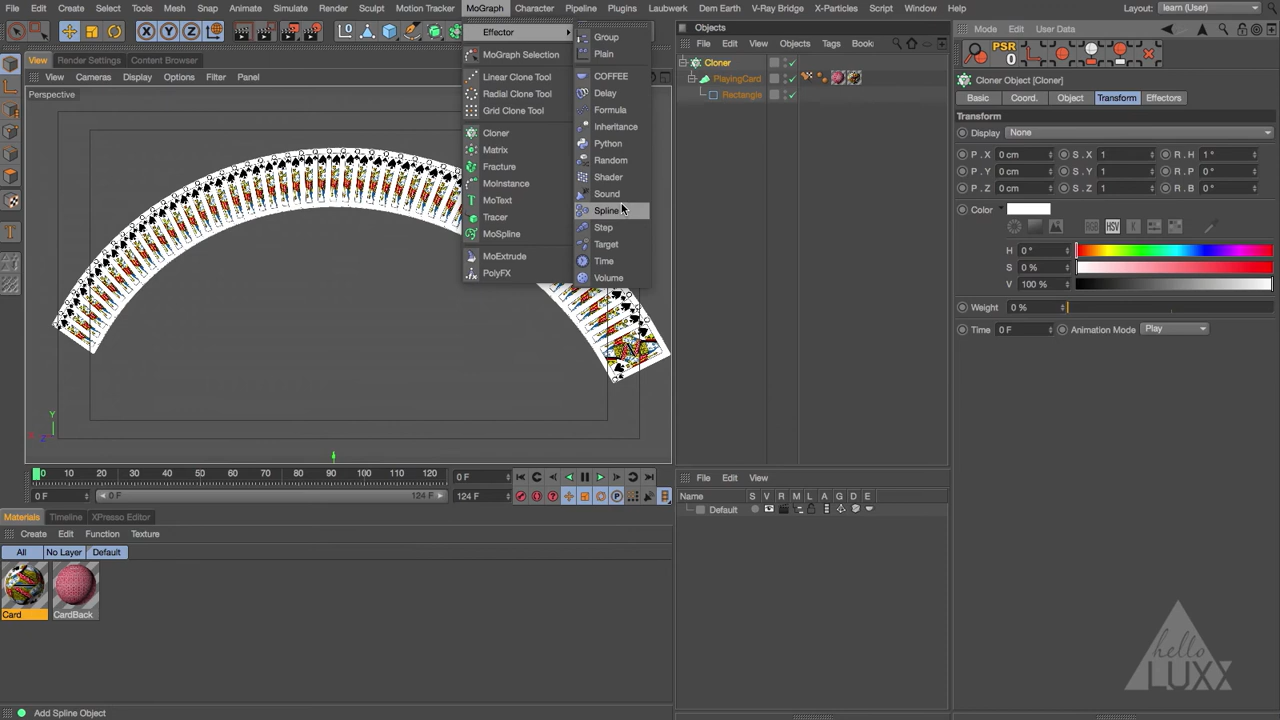 File Edit Create Select Tools Mesh Snap Animate Simulate Render Sculpt Motion Tracker MoGraph Character Pipeline Plugins Laubwerk Dem Earth V-Ray Bridge X-Particles Script Window Help Layout: learn (User)
X Y Z
View Render Settings Content Browser
View Cameras Display Options Filter Panel
Perspective
Effector
MoGraph Selection
Linear Clone Tool
Radial Clone Tool
Grid Clone Tool
Cloner
Matrix
Fracture
MoInstance
MoText
Tracer
MoSpline
MoExtrude
PolyFX
Group
Plain
COFFEE
Delay
Formula
Inheritance
Python
Random
Shader
Sound
Spline
Step
Target
Time
Volume
Y
Z
0 10 20 30 40 50 60 70 80 90 100 110 120 0 F
0 F 0 F 124 F 124 F
Materials Timeline XPresso Editor
Create Edit Function Texture
All No Layer Default
Card CardBack
Add Spline Object
Objects
File Edit View Objects Tags Book
Cloner
PlayingCard
Rectangle
File Edit View
Name S V R M L A G D E
Default
Mode Edit User Data
PSR
0
Cloner Object [Cloner]
Basic Coord. Object Transform Effectors
Transform
Display None
P . X 0 cm S . X 1 R . H 1 °
P . Y 0 cm S . Y 1 R . P 0 °
P . Z 0 cm S . Z 1 R . B 0 °
Color
RGB HSV K
H 0 °
S 0 %
V 100 %
Weight 0 %
Time 0 F Animation Mode Play
hello
LUXX